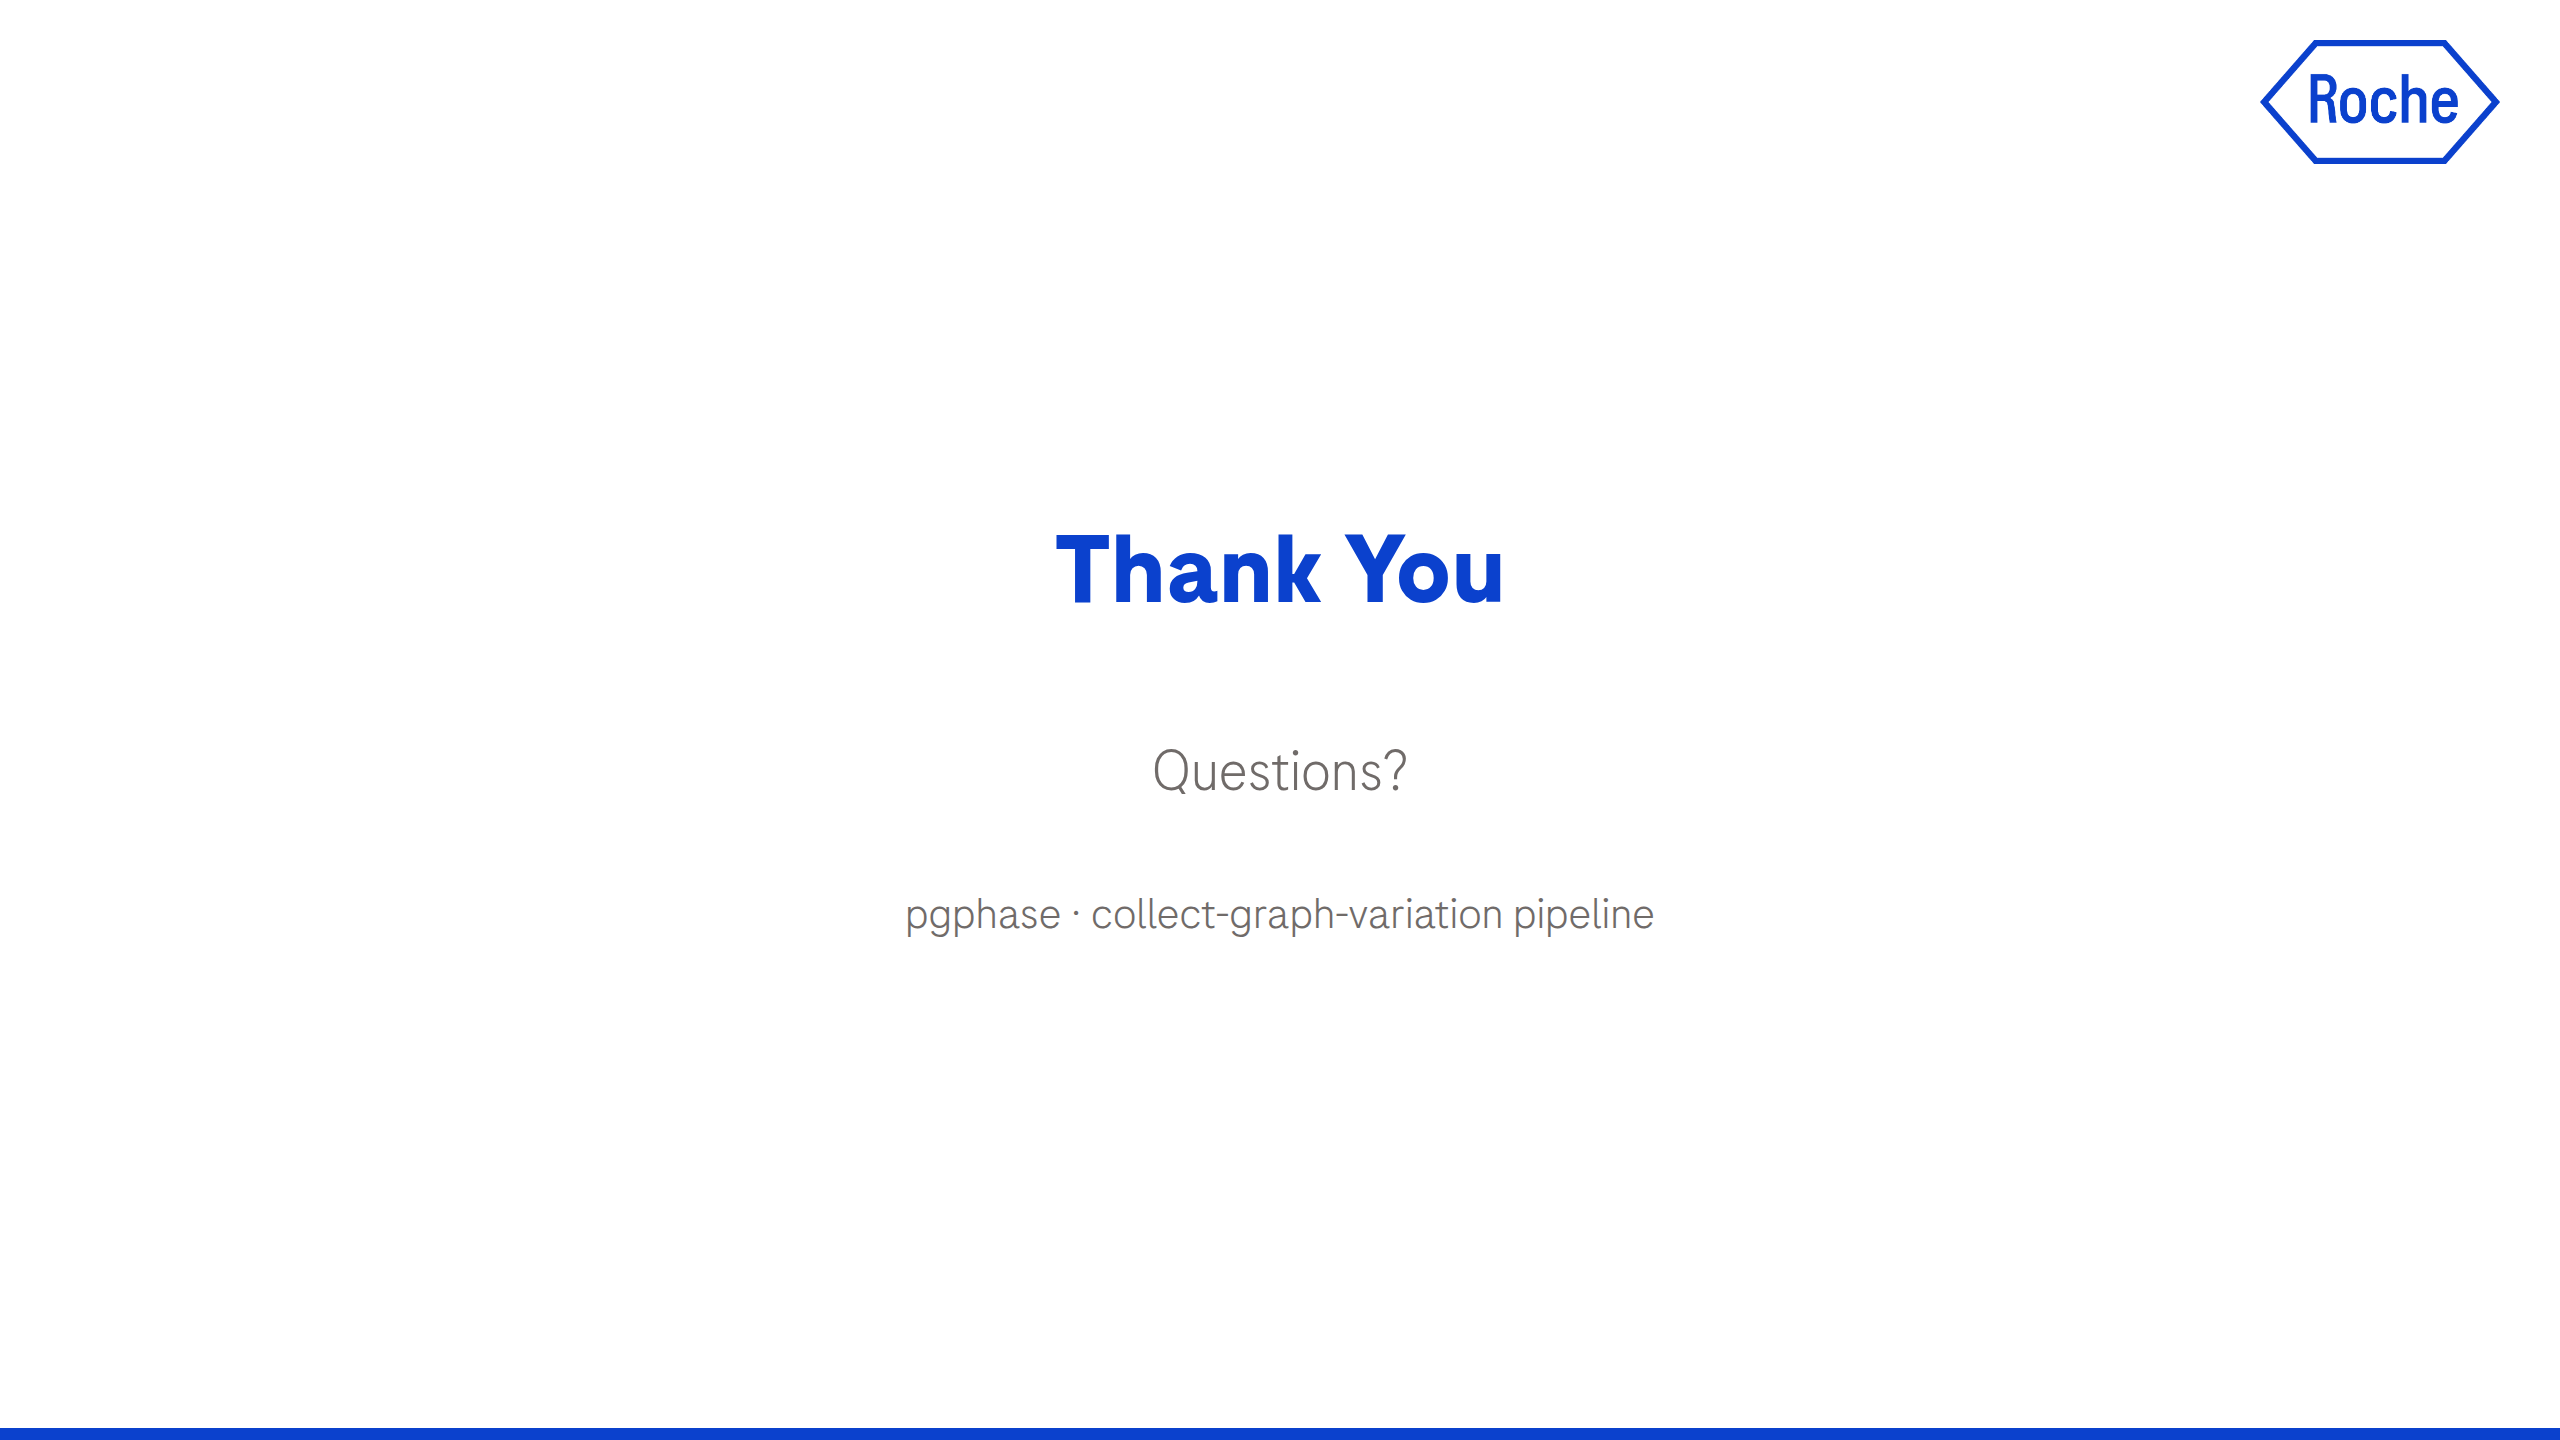 Roche
Thank You
Questions?
pgphase · collect-graph-variation pipeline